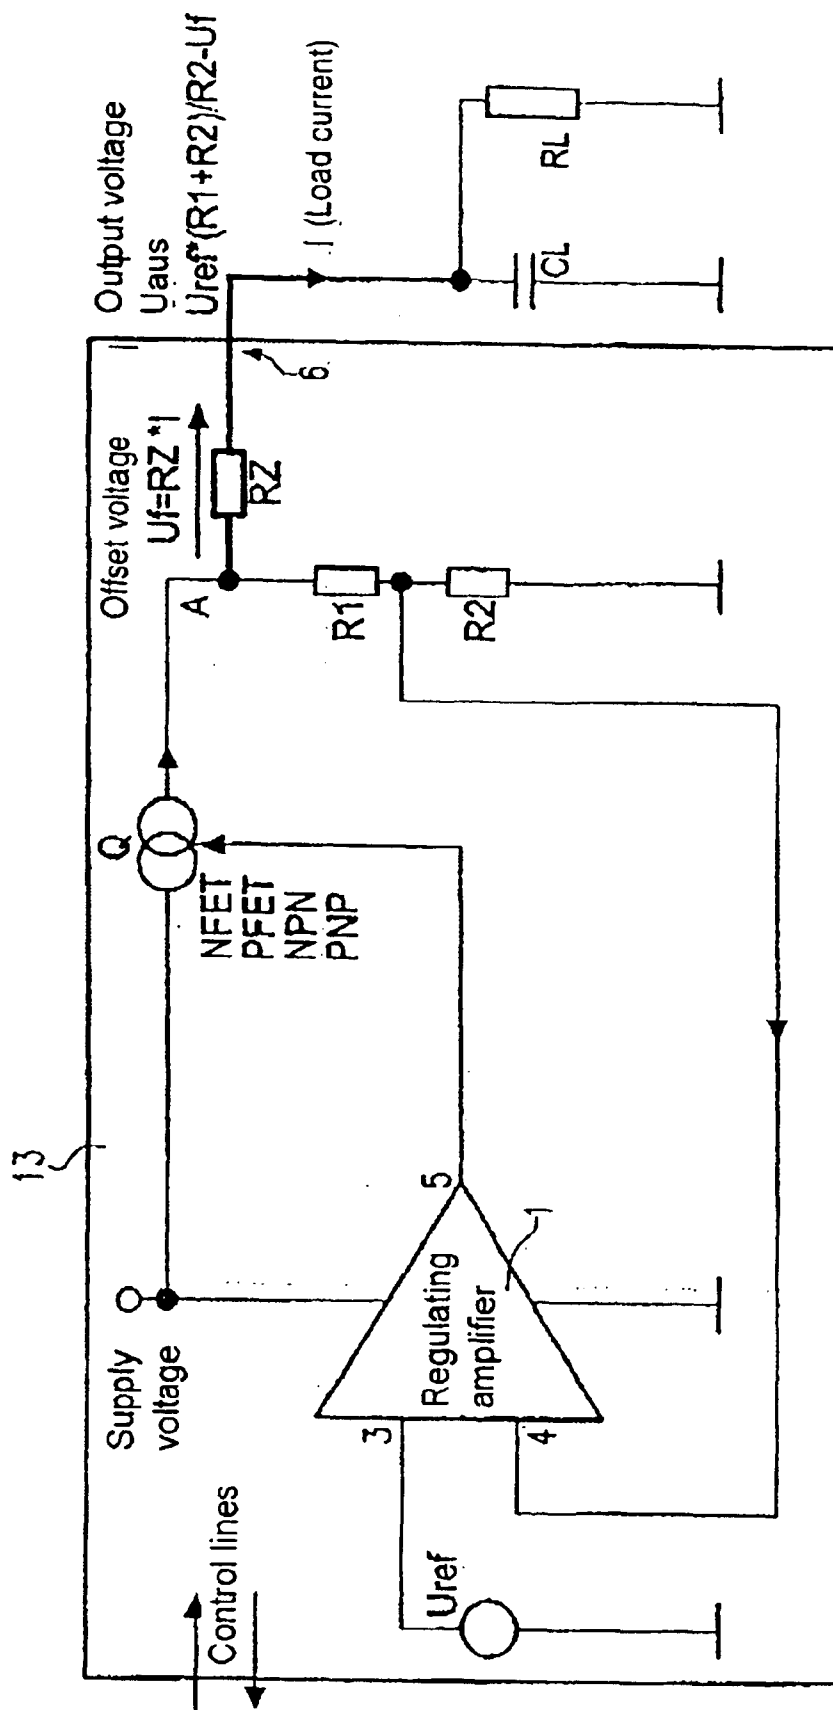 13
Supply
voltage
Control lines
Uref
3
4
5
Regulating
amplifier
1
Q
NFET
PFET
NPN
PNP
A
Offset voltage
Uf=RZ*I
RZ
R1
R2
6
Output voltage
Uaus
Uref*(R1+R2)/R2-Uf
I (Load current)
CL
RL